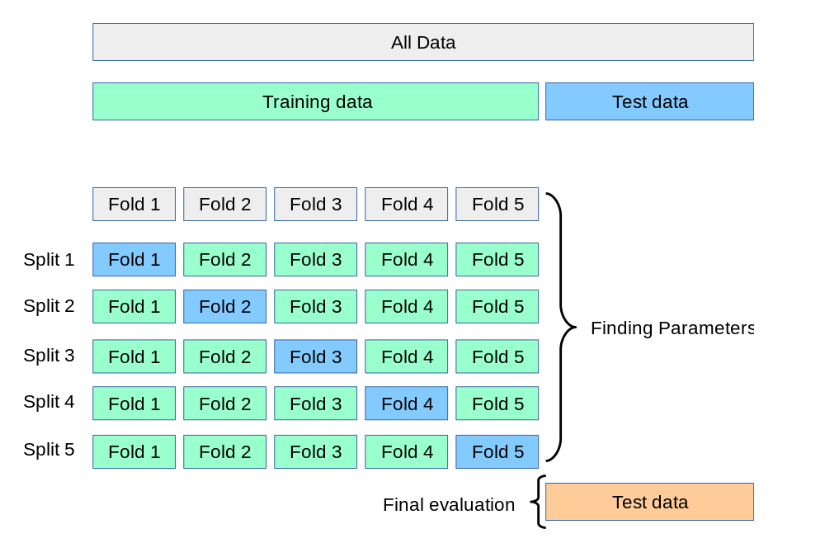 All Data
Training data Test data
Fold 1 Fold 2 Fold 3 Fold 4 Fold 5
Split 1 Fold 1 Fold 2 Fold 3 Fold 4 Fold 5
Split 2 Fold 1 Fold 2 Fold 3 Fold 4 Fold 5
Finding Parameters
Split 3 Fold 1 Fold 2 Fold 3 Fold 4 Fold 5
Split 4 Fold 1 Fold 2 Fold 3 Fold 4 Fold 5
Split 5 Fold 1 Fold 2 Fold 3 Fold 4 Fold 5
Final evaluation Test data